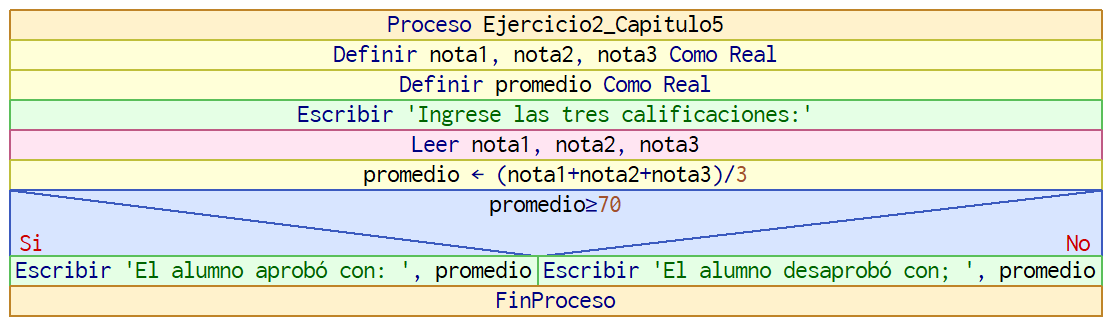 Proceso Ejercicio2_Capitulo5
Definir nota1, nota2, nota3 Como Real
Definir promedio Como Real
Escribir 'Ingrese las tres calificaciones:'
Leer nota1, nota2, nota3
promedio ← (nota1+nota2+nota3)/3
promedio≥70
Si No
Escribir 'El alumno aprobó con: ', promedio Escribir 'El alumno desaprobó con; ', promedio
FinProceso